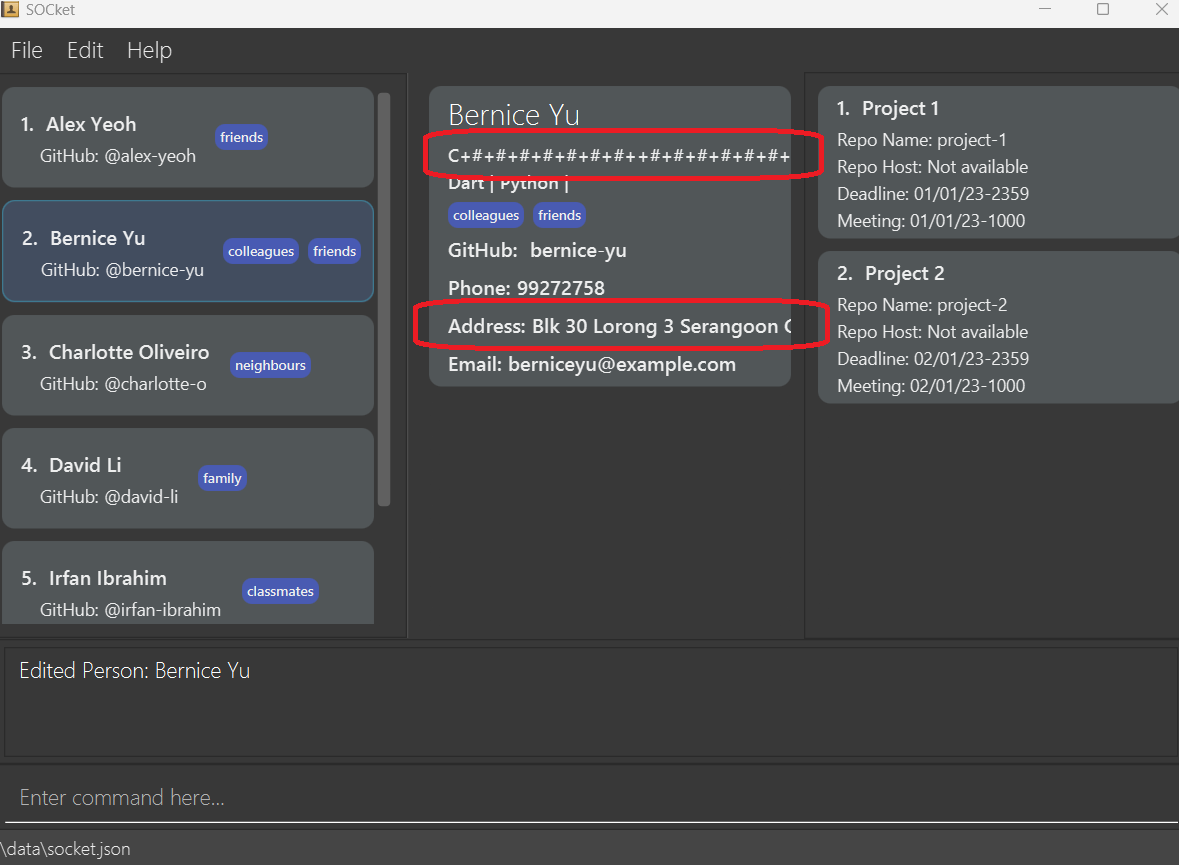 SOCket
File Edit Help
1. Alex Yeoh
friends
GitHub: @alex-yeoh
2. Bernice Yu
colleagues friends
GitHub: @bernice-yu
3. Charlotte Oliveiro
neighbours
GitHub: @charlotte-o
4. David Li
family
GitHub: @david-li
5. Irfan Ibrahim
classmates
GitHub: @irfan-ibrahim
Bernice Yu
C+#+#+#+#+#+#+#++#+#+#+#+#+#+
Dart | Python |
colleagues friends
GitHub: bernice-yu
Phone: 99272758
Address: Blk 30 Lorong 3 Serangoon
Email: berniceyu@example.com
1. Project 1
Repo Name: project-1
Repo Host: Not available
Deadline: 01/01/23-2359
Meeting: 01/01/23-1000
2. Project 2
Repo Name: project-2
Repo Host: Not available
Deadline: 02/01/23-2359
Meeting: 02/01/23-1000
Edited Person: Bernice Yu
Enter command here...
\data\socket.json